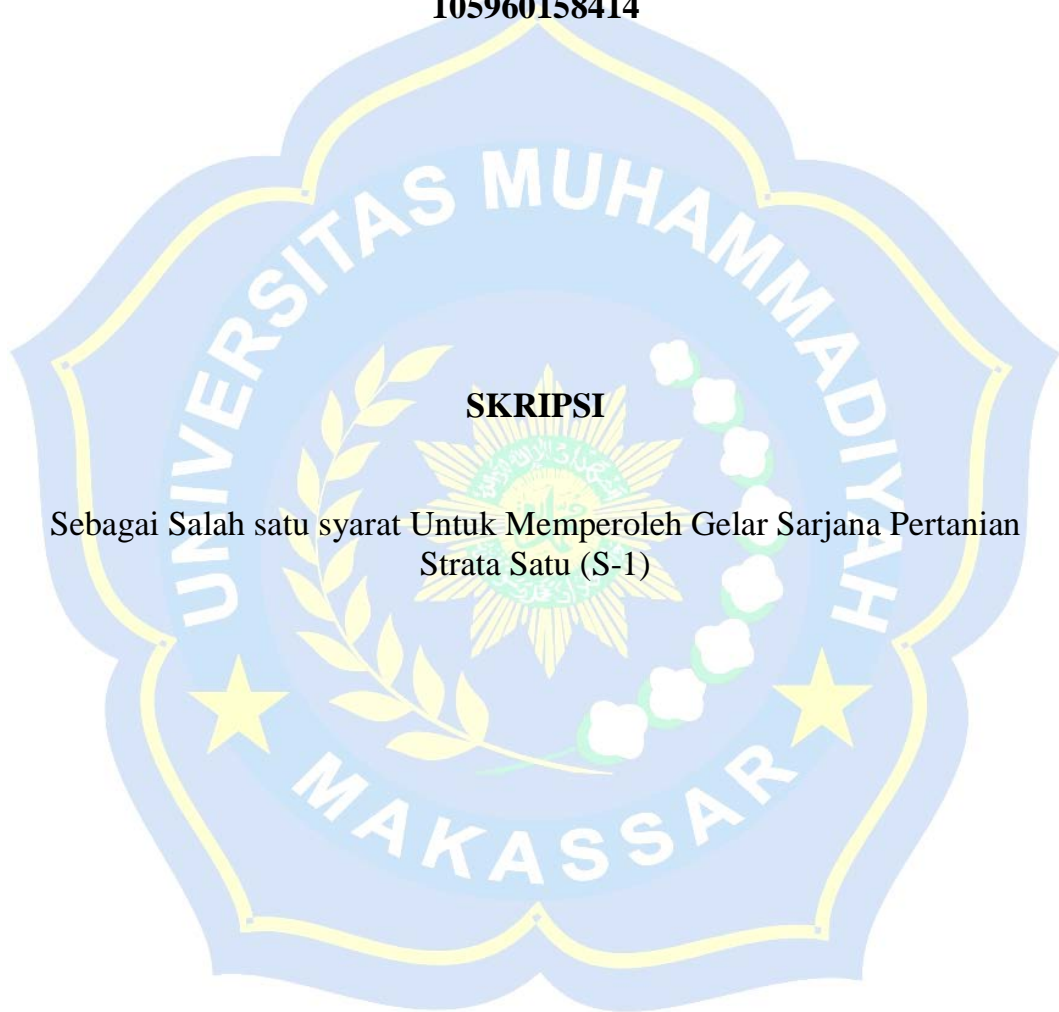 105960158414
UNIVERSITAS MUHAMMADIYAH
SKRIPSI
Sebagai Salah satu syarat Untuk Memperoleh Gelar Sarjana Pertanian
Strata Satu (S-1)
MAKASSAR